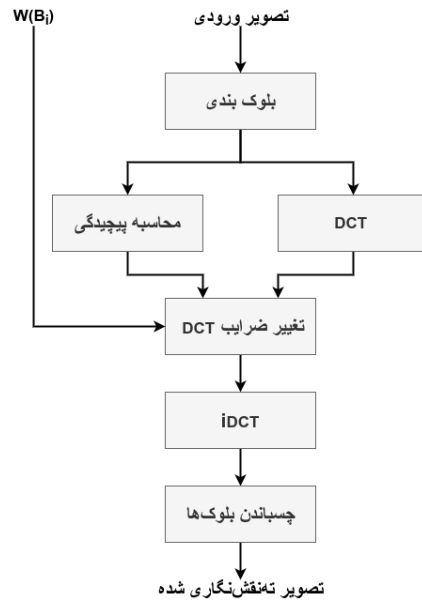 W(Bi)
تصویر ورودی
بلوک بندی
محاسبه پیچیدگی
DCT
تغییر ضرایب DCT
iDCT
چسباندن بلوک‌ها
تصویر ته‌نقش‌نگاری شده